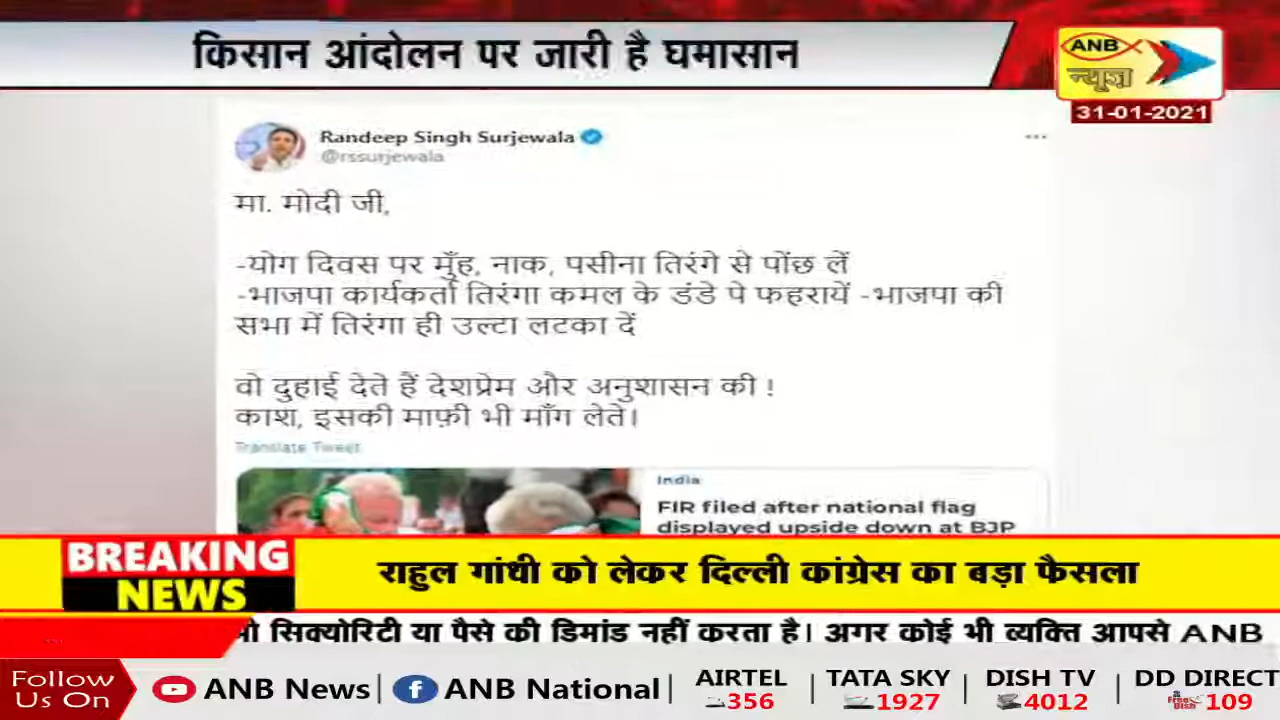 किसान आंदोलन पर जारी है घमासान
ANB
न्यूज़
31-01-2021
Randeep Singh Surjewala
@rssurjewala
मा. मोदी जी,
-योग दिवस पर मुँह, नाक, पसीना तिरंगे से पोंछ लें
-भाजपा कार्यकर्ता तिरंगा कमल के डंडे पे फहरायें -भाजपा की
सभा में तिरंगा ही उल्टा लटका दें
वो दुहाई देते हैं देशप्रेम और अनुशासन की !
काश, इसकी माफ़ी भी माँग लेते।
Translate Tweet
India
FIR filed after national flag
displayed upside down at BJP
BREAKING
NEWS
राहुल गांधी को लेकर दिल्ली कांग्रेस का बड़ा फैसला
सिक्योरिटी या पैसे की डिमांड नहीं करता है। अगर कोई भी व्यक्ति आपसे ANB
Follow
Us On
ANB News
ANB National
AIRTEL
356
TATA SKY
1927
DISH TV
4012
DD DIRECT
Free Dish
109